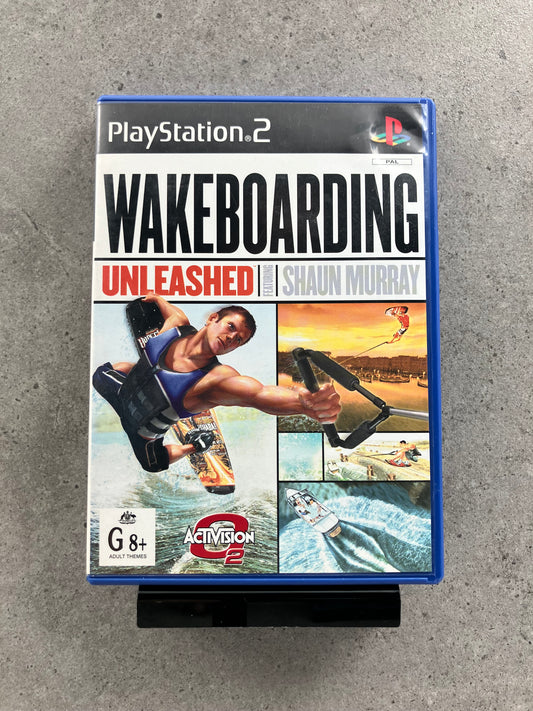 PlayStation®2
PAL
WAKEBOARDING
UNLEASHED FEATURING SHAUN MURRAY
G 8+
ADULT THEMES
ACTIVISION
O2